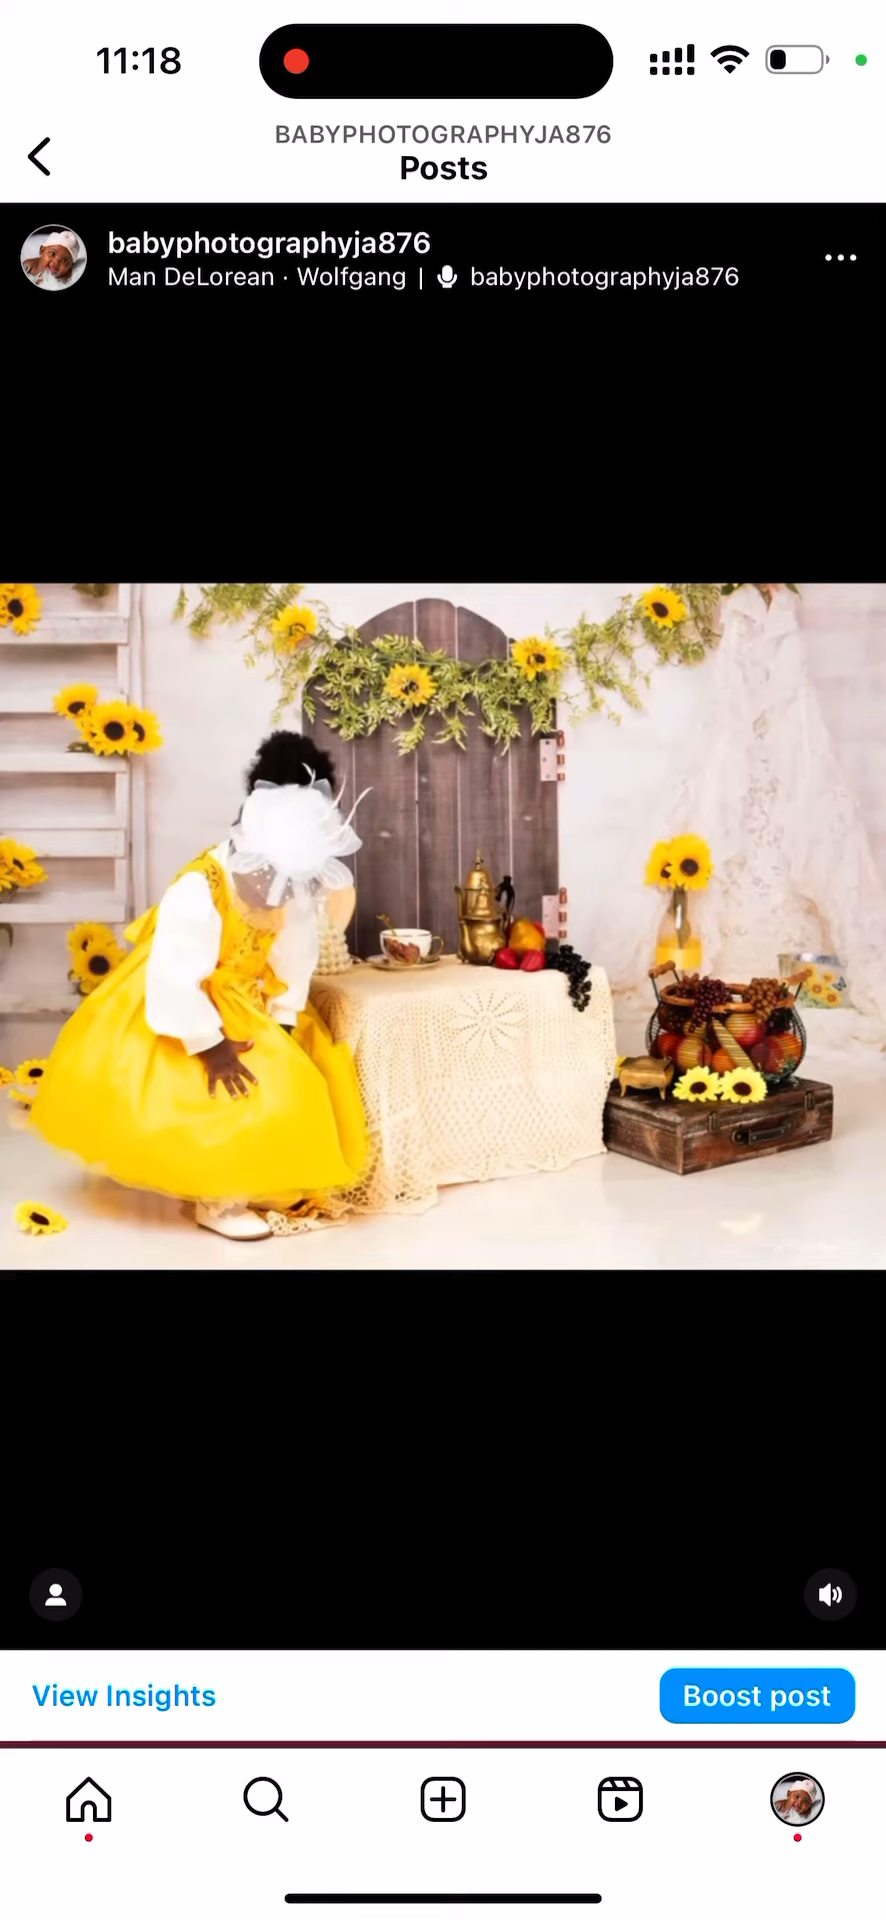 11:18
BABYPHOTOGRAPHYJA876
Posts
babyphotographyja876
Man DeLorean · Wolfgang | babyphotographyja876
View Insights
Boost post